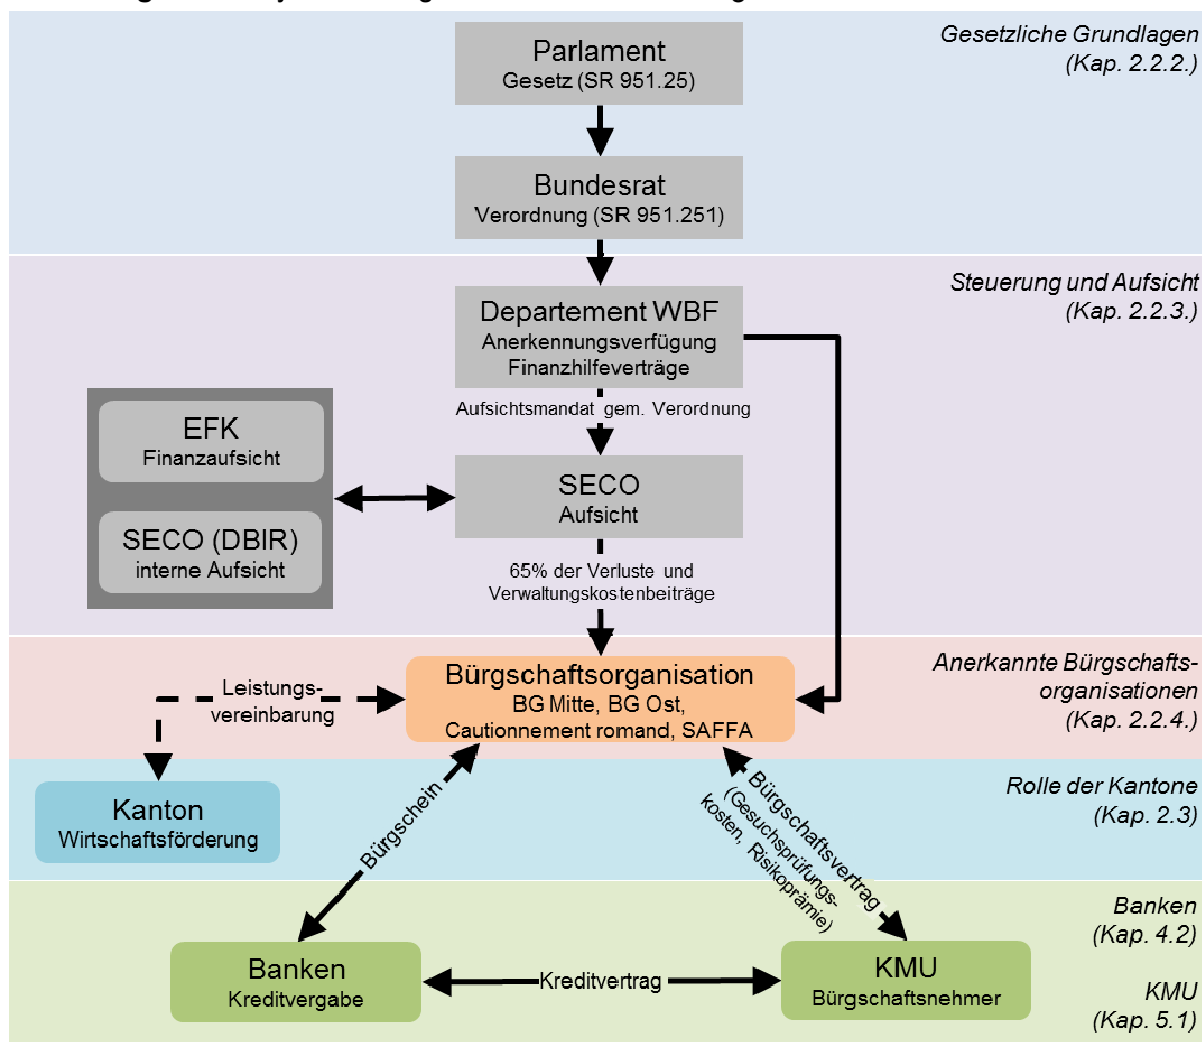 Parlament
Gesetz (SR 951.25)
Gesetzliche Grundlagen
(Kap. 2.2.2.)
Bundesrat
Verordnung (SR 951.251)
Departement WBF
Anerkennungsverfügung
Finanzhilfeverträge
Steuerung und Aufsicht
(Kap. 2.2.3.)
Aufsichtsmandat gem. Verordnung
EFK
Finanzaufsicht
SECO (DBIR)
interne Aufsicht
SECO
Aufsicht
65% der Verluste und
Verwaltungskostenbeiträge
Bürgschaftsorganisation
BG Mitte, BG Ost,
Cautionnement romand, SAFFA
Anerkannte Bürgschafts-
organisationen
(Kap. 2.2.4.)
Leistungs-
vereinbarung
Kanton
Wirtschaftsförderung
Rolle der Kantone
(Kap. 2.3)
Bürgschein
Bürgschaftsvertrag
(Gesuchsprüfungs-
kosten, Risikoprämie)
Banken
Kreditvergabe
Kreditvertrag
KMU
Bürgschaftsnehmer
Banken
(Kap. 4.2)
KMU
(Kap. 5.1)